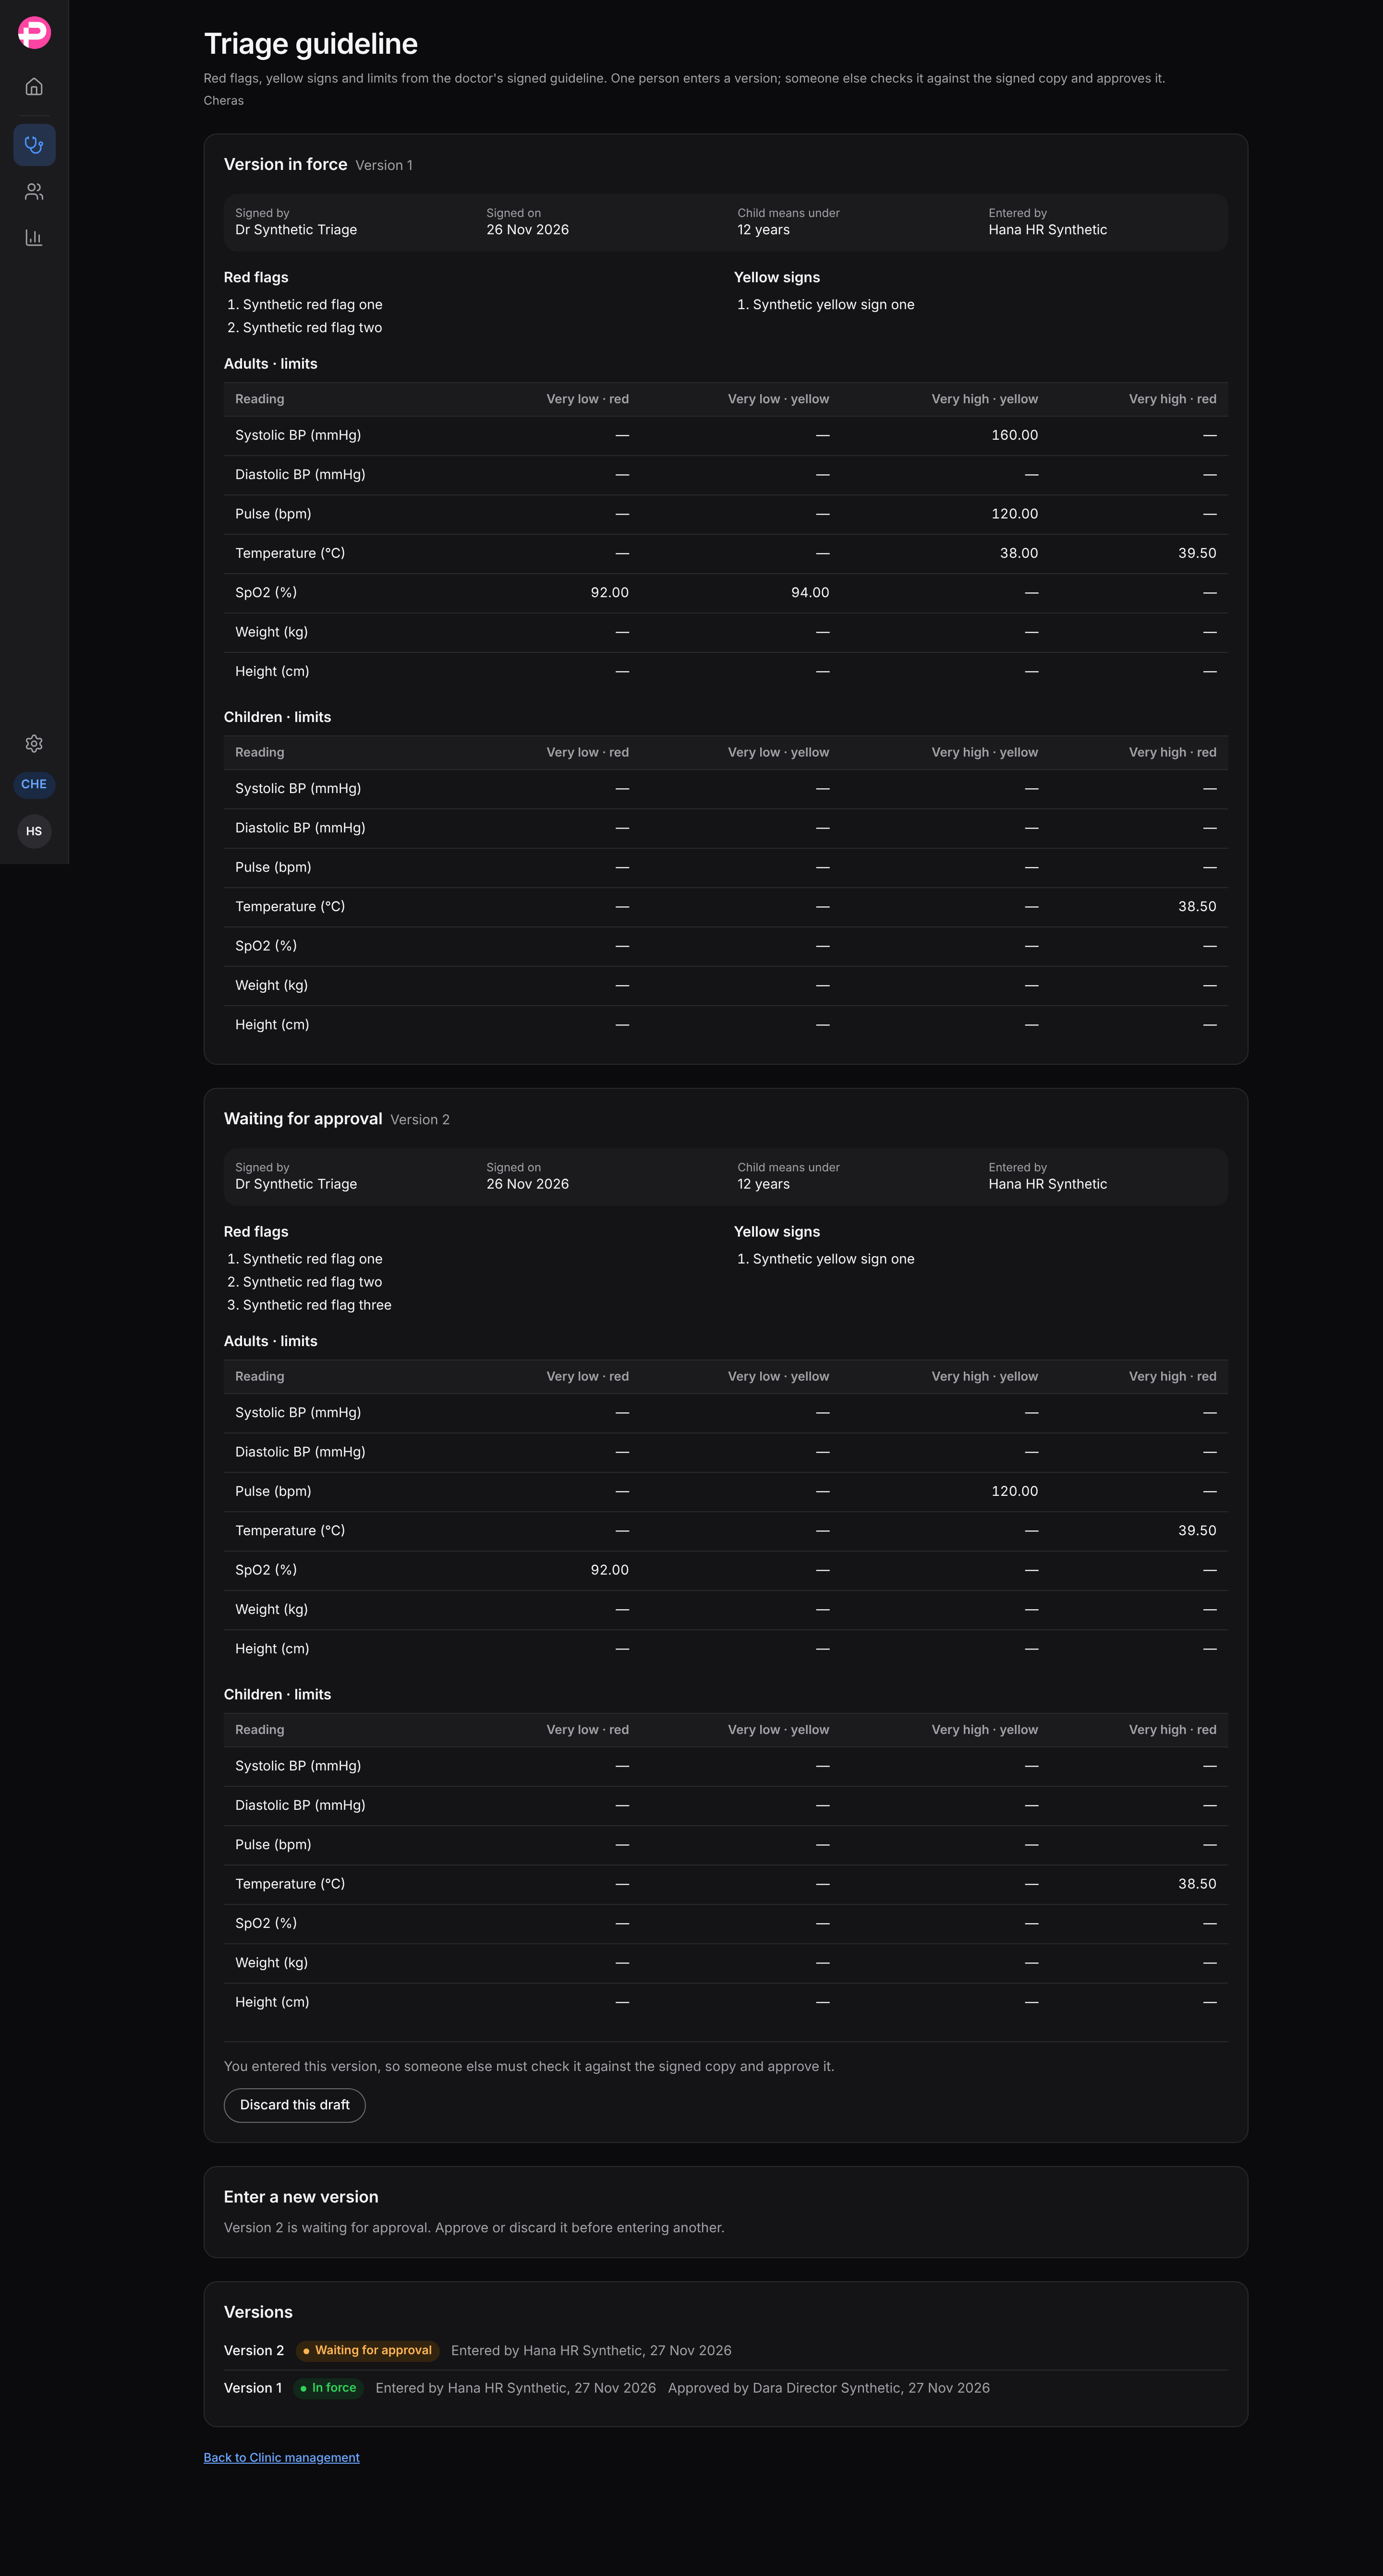 Triage guideline
Red flags, yellow signs and limits from the doctor's signed guideline. One person enters a version; someone else checks it against the signed copy and approves it.
Cheras
Version in force Version 1
Signed by Signed on Child means under Entered by
Dr Synthetic Triage 26 Nov 2026 12 years Hana HR Synthetic
Red flags Yellow signs
1. Synthetic red flag one 1. Synthetic yellow sign one
2. Synthetic red flag two
Adults · limits
Reading Very low · red Very low · yellow Very high · yellow Very high · red
Systolic BP (mmHg) — — 160.00 —
Diastolic BP (mmHg) — — — —
Pulse (bpm) — — 120.00 —
Temperature (°C) — — 38.00 39.50
SpO2 (%) 92.00 94.00 — —
Weight (kg) — — — —
Height (cm) — — — —
Children · limits
Reading Very low · red Very low · yellow Very high · yellow Very high · red
Systolic BP (mmHg) — — — —
Diastolic BP (mmHg) — — — —
Pulse (bpm) — — — —
Temperature (°C) — — — 38.50
SpO2 (%) — — — —
Weight (kg) — — — —
Height (cm) — — — —
CHE
HS
Waiting for approval Version 2
Signed by Signed on Child means under Entered by
Dr Synthetic Triage 26 Nov 2026 12 years Hana HR Synthetic
Red flags Yellow signs
1. Synthetic red flag one 1. Synthetic yellow sign one
2. Synthetic red flag two
3. Synthetic red flag three
Adults · limits
Reading Very low · red Very low · yellow Very high · yellow Very high · red
Systolic BP (mmHg) — — — —
Diastolic BP (mmHg) — — — —
Pulse (bpm) — — 120.00 —
Temperature (°C) — — — 39.50
SpO2 (%) 92.00 — — —
Weight (kg) — — — —
Height (cm) — — — —
Children · limits
Reading Very low · red Very low · yellow Very high · yellow Very high · red
Systolic BP (mmHg) — — — —
Diastolic BP (mmHg) — — — —
Pulse (bpm) — — — —
Temperature (°C) — — — 38.50
SpO2 (%) — — — —
Weight (kg) — — — —
Height (cm) — — — —
You entered this version, so someone else must check it against the signed copy and approve it.
Discard this draft
Enter a new version
Version 2 is waiting for approval. Approve or discard it before entering another.
Versions
Version 2 Waiting for approval Entered by Hana HR Synthetic, 27 Nov 2026
Version 1 In force Entered by Hana HR Synthetic, 27 Nov 2026 Approved by Dara Director Synthetic, 27 Nov 2026
Back to Clinic management